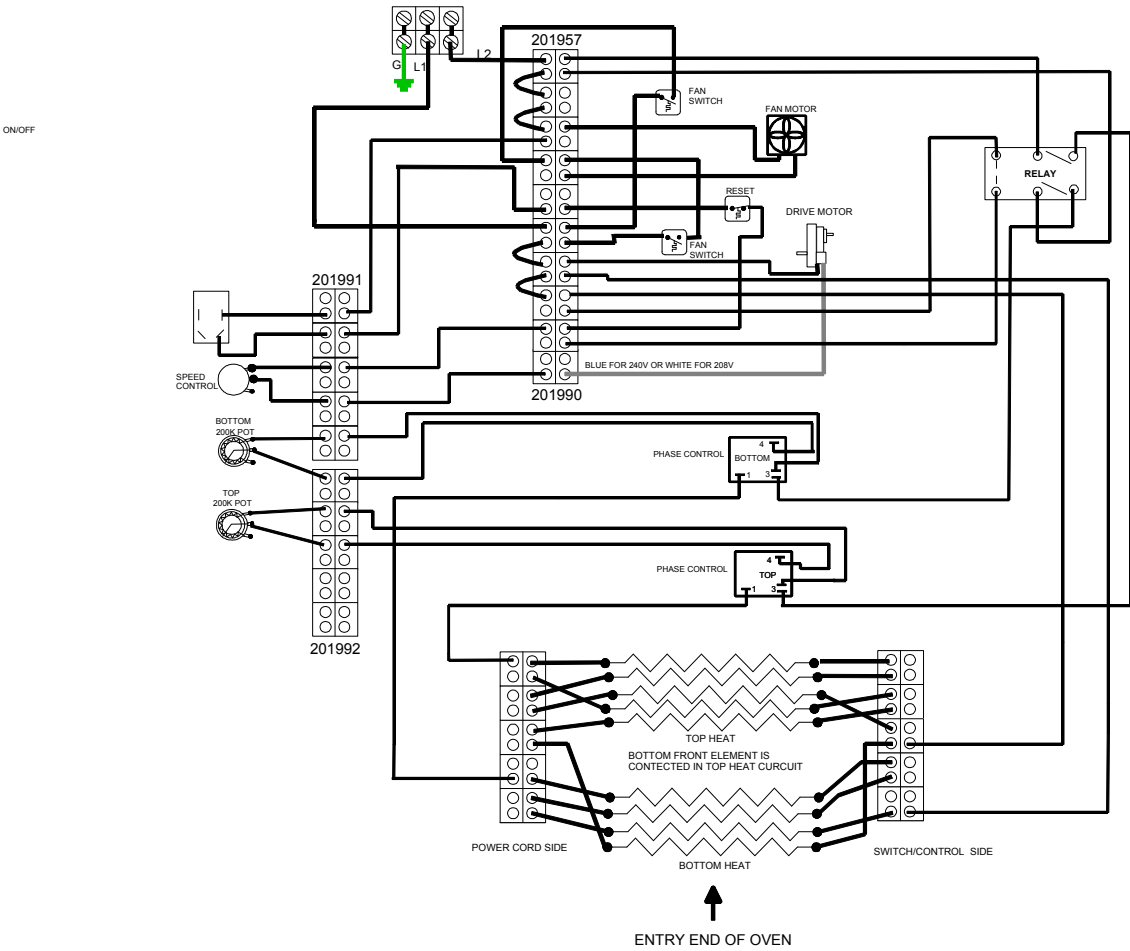 201957
L2
G
L1
FAN
SWITCH
FAN MOTOR
ON/OFF
RELAY
RESET
DRIVE MOTOR
FAN
SWITCH
201991
BLUE FOR 240V OR WHITE FOR 208V
SPEED
CONTROL
201990
BOTTOM
200K POT
4
PHASE CONTROL
BOTTOM
1
3
TOP
200K POT
4
PHASE CONTROL
TOP
1
3
201992
TOP HEAT
BOTTOM FRONT ELEMENT IS
CONTECTED IN TOP HEAT CURCUIT
POWER CORD SIDE
SWITCH/CONTROL SIDE
BOTTOM HEAT
ENTRY END OF OVEN